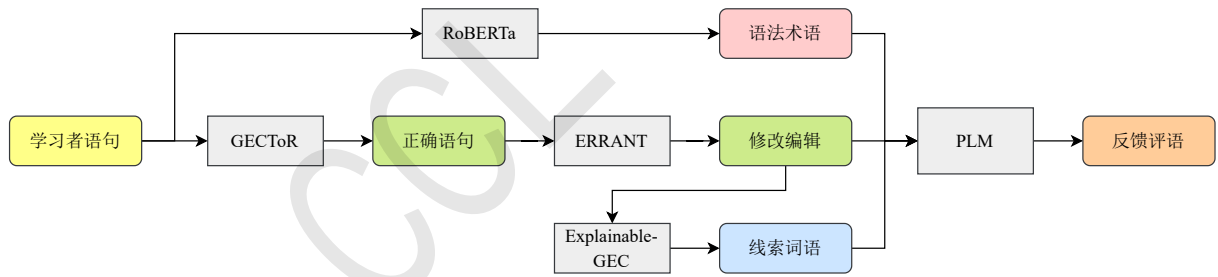 RoBERTa
语法术语
学习者语句
GECToR
正确语句
ERRANT
修改编辑
PLM
反馈评语
Explainable-
GEC
线索词语
CCL